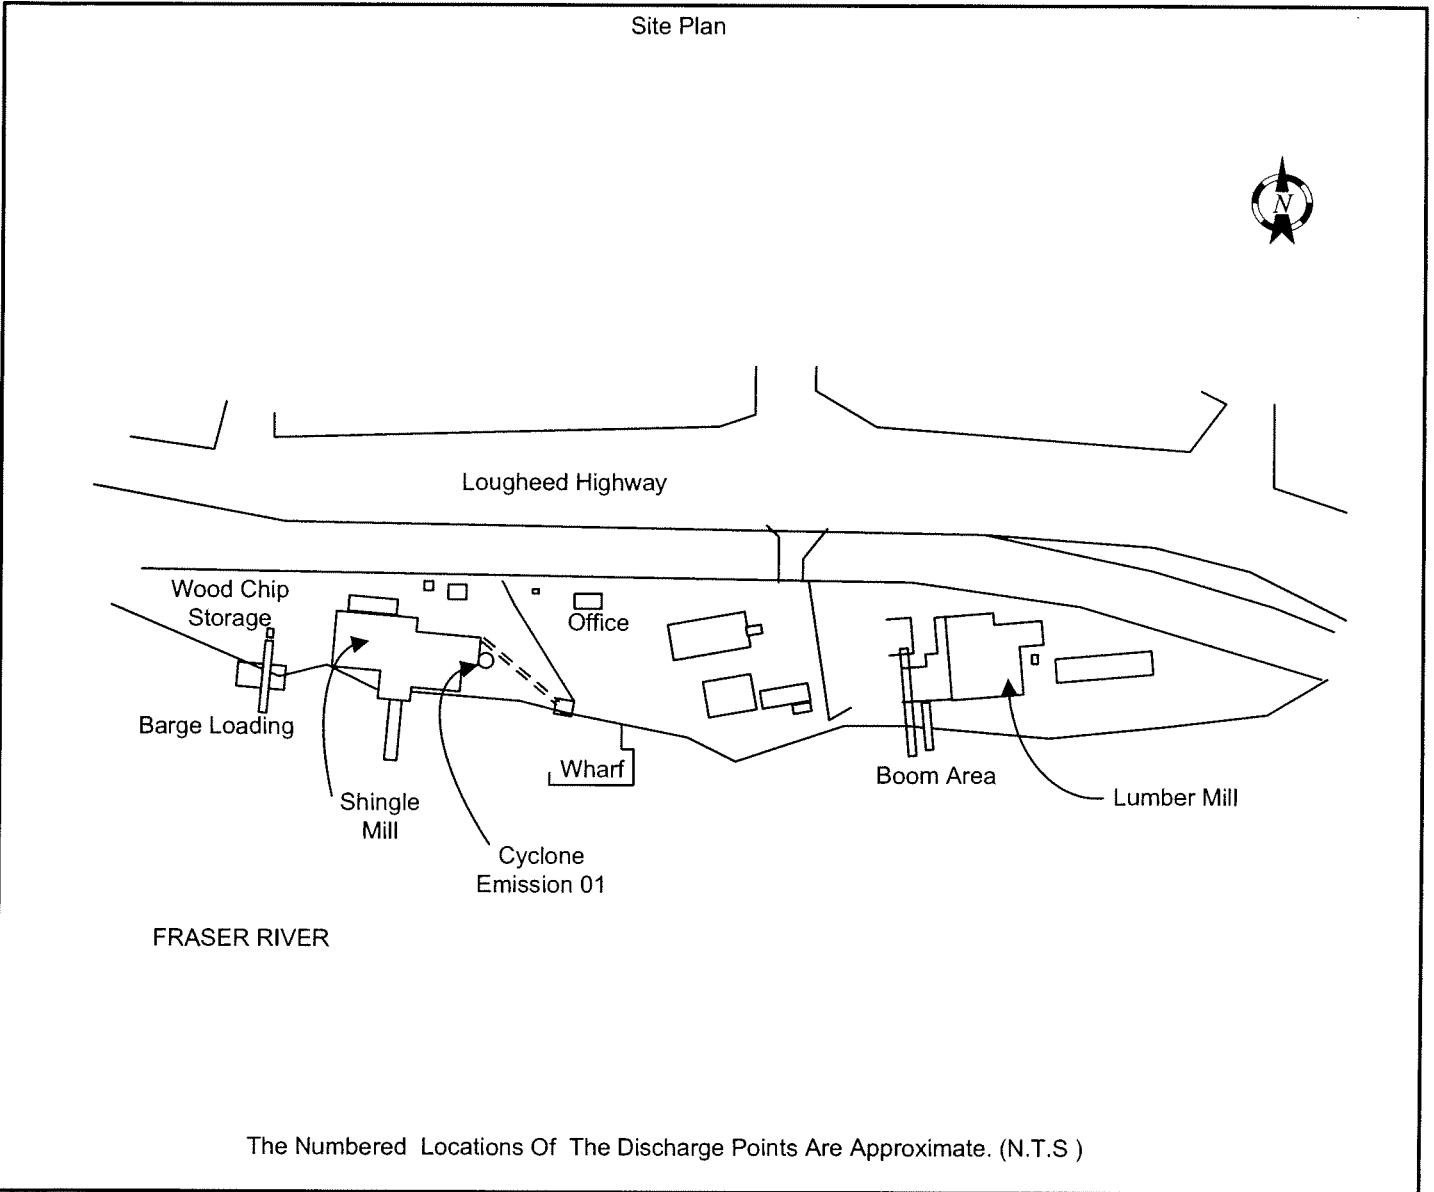 Site Plan
N
Lougheed Highway
Wood Chip
Storage
Office
Barge Loading
Wharf
Boom Area
Shingle
Mill
Lumber Mill
Cyclone
Emission 01
FRASER RIVER
The Numbered Locations Of The Discharge Points Are Approximate. (N.T.S )